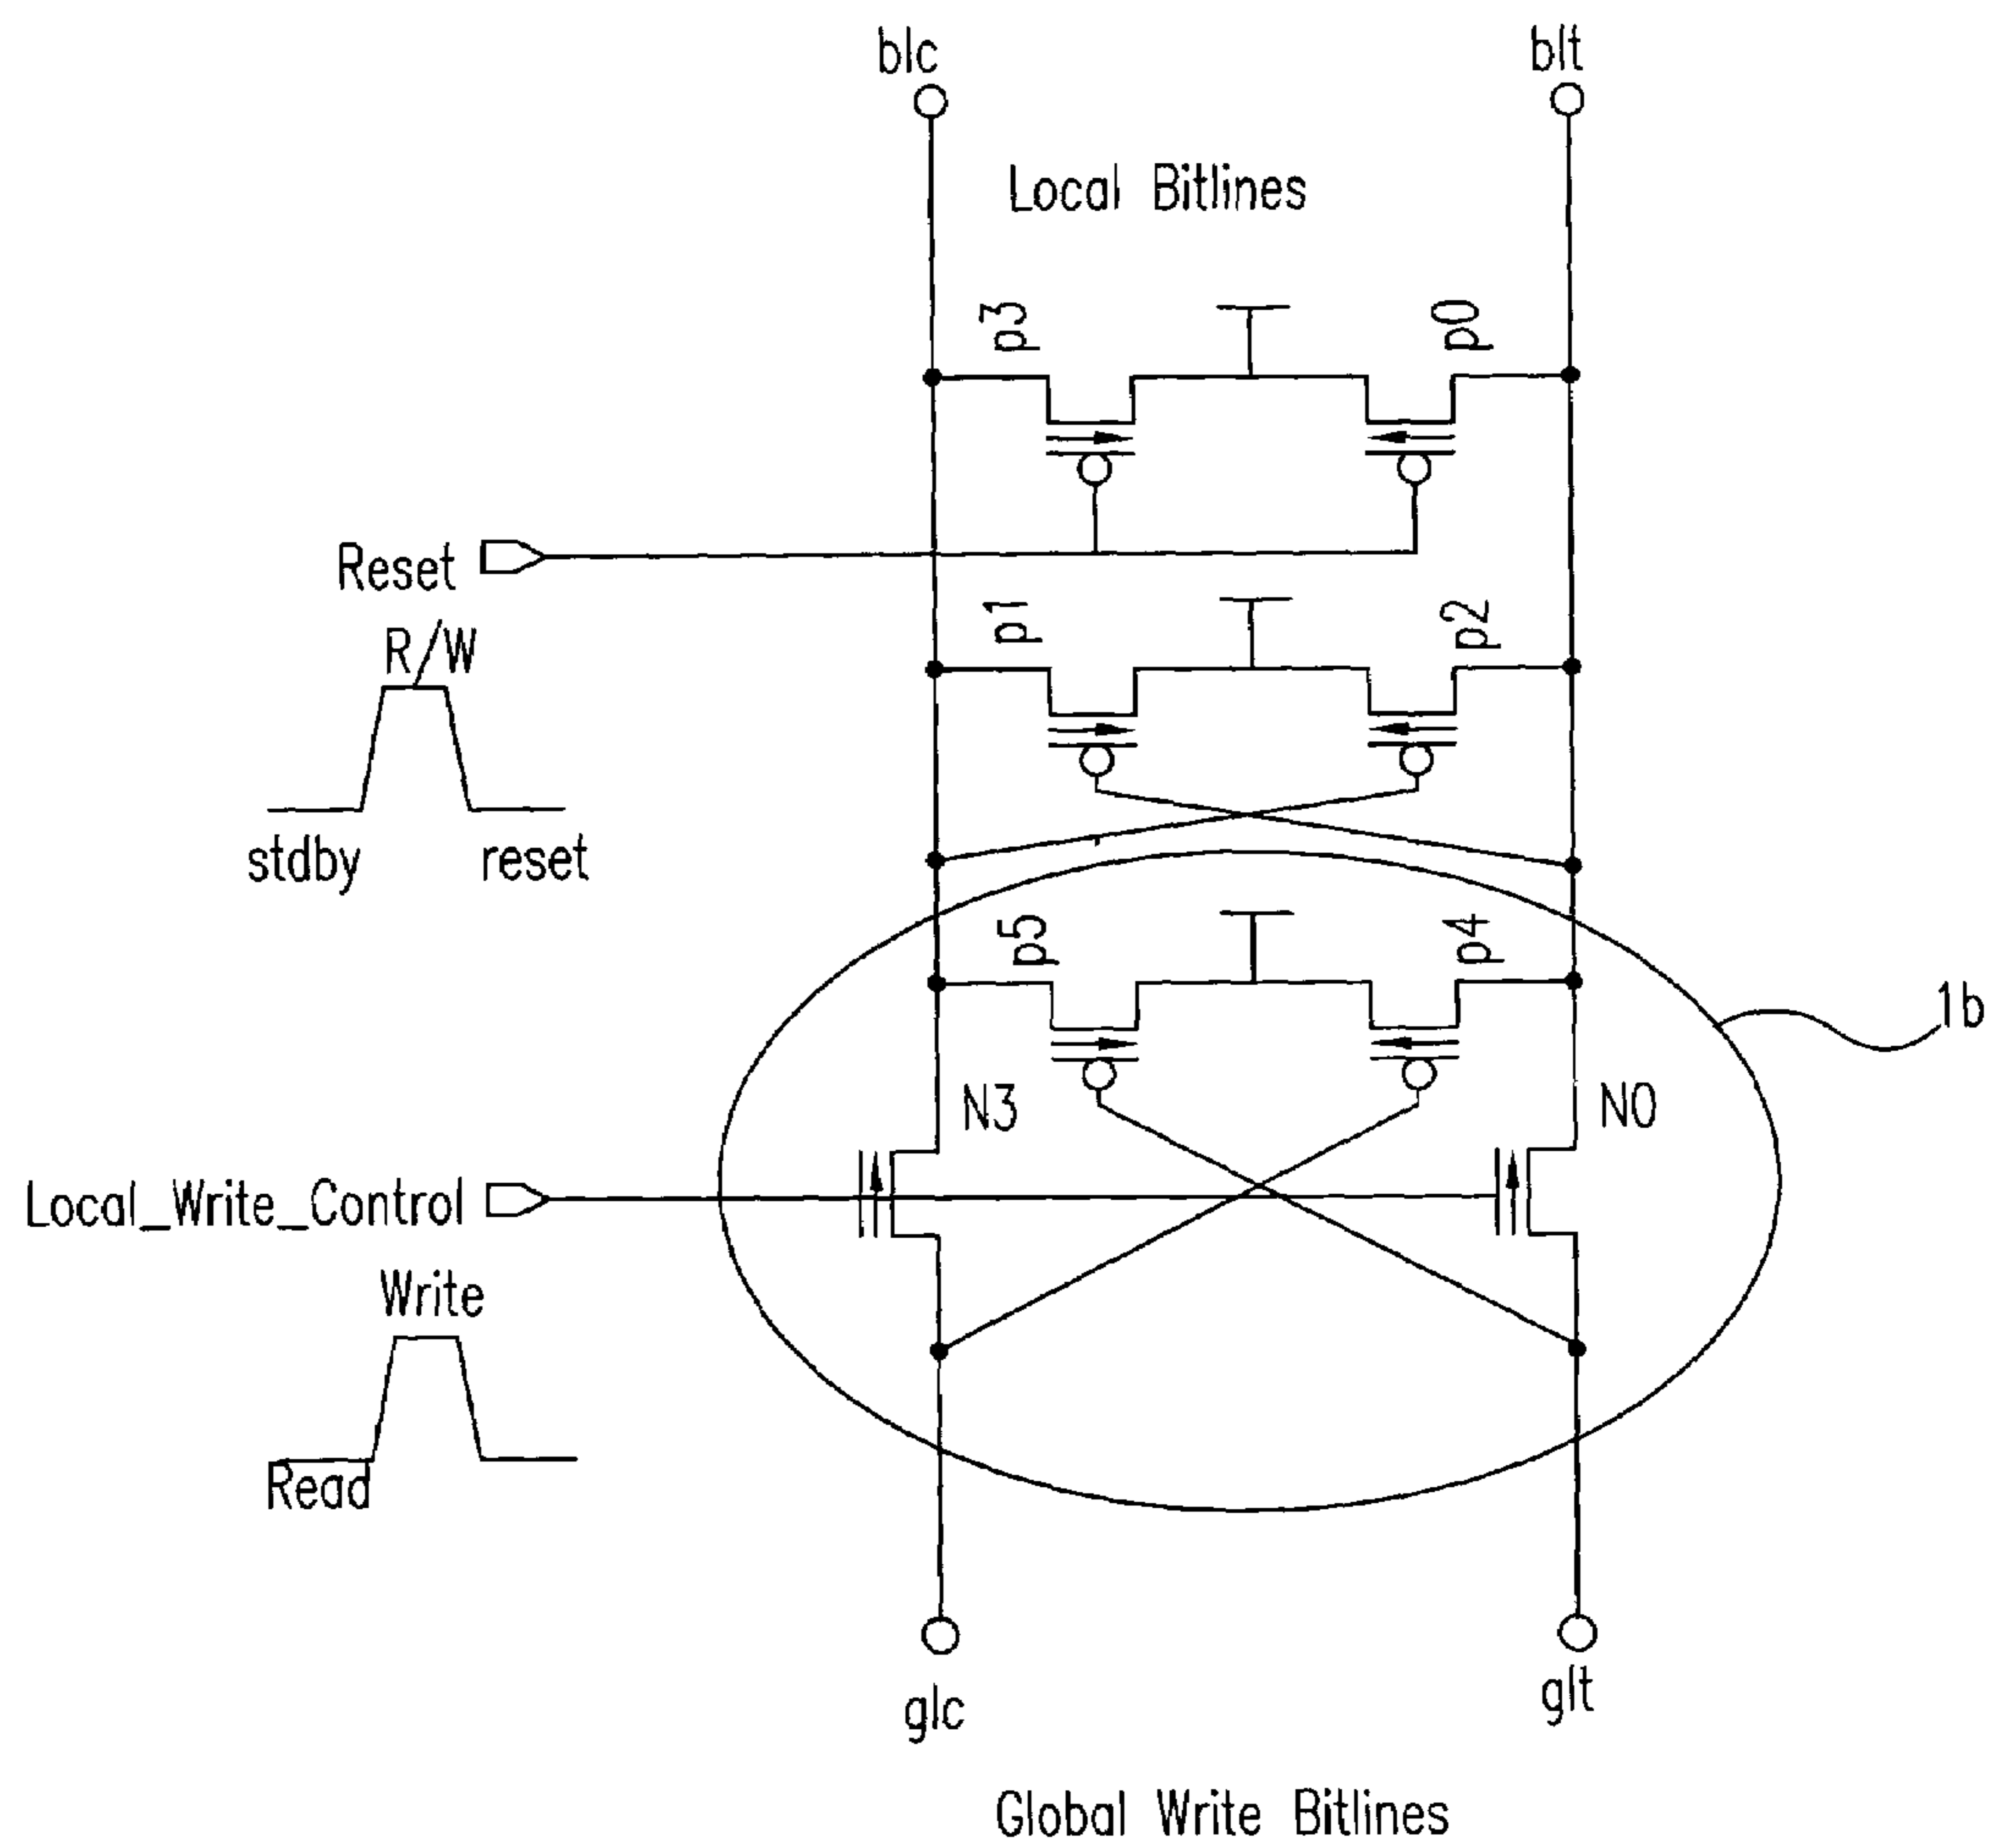 blc
blt
Local Bitlines
p3
p0
Reset
p1
p2
R/W
stdby
reset
p5
p4
1b
N3
N0
Local_Write_Control
Write
Read
glc
glt
Global Write Bitlines